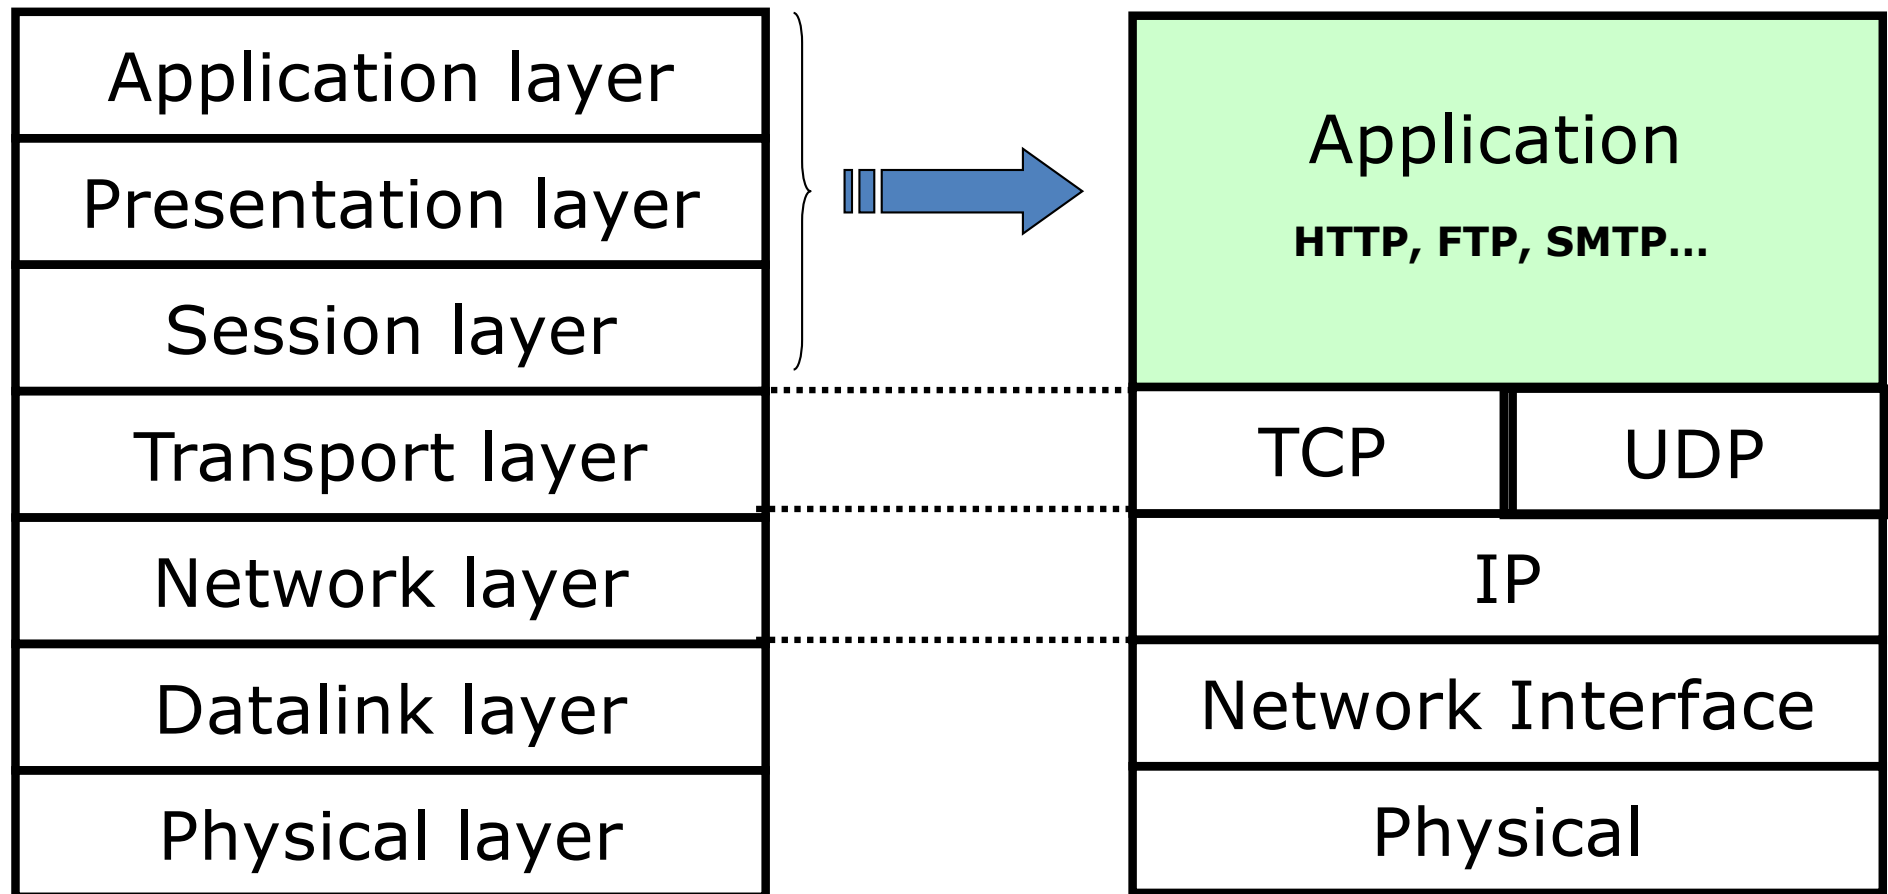 Application layer
Presentation layer
Session layer
Transport layer
Network layer
Datalink layer
Physical layer
Application
HTTP, FTP, SMTP…
TCP
UDP
IP
Network Interface
Physical